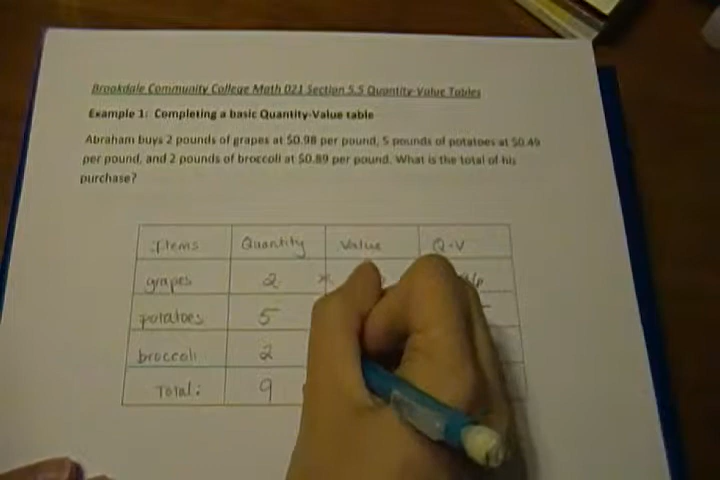 Brookdale Community College Math 021 Section 5.5 Quantity-Value Tables
Example 1: Completing a basic Quantity-Value table
Abraham buys 2 pounds of grapes at $0.98 per pound, 5 pounds of potatoes at $0.49
per pound, and 2 pounds of broccoli at $0.89 per pound. What is the total of his
purchase?
Items Quantity Value Q·V
grapes 2 *
potatoes 5
broccoli 2
Total: 9